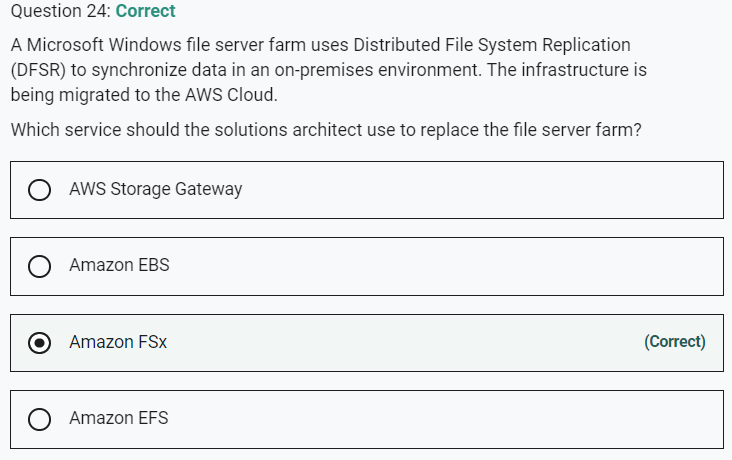 Question 24: Correct
A Microsoft Windows file server farm uses Distributed File System Replication
(DFSR) to synchronize data in an on-premises environment. The infrastructure is
being migrated to the AWS Cloud.
Which service should the solutions architect use to replace the file server farm?
AWS Storage Gateway
Amazon EBS
Amazon FSx (Correct)
Amazon EFS